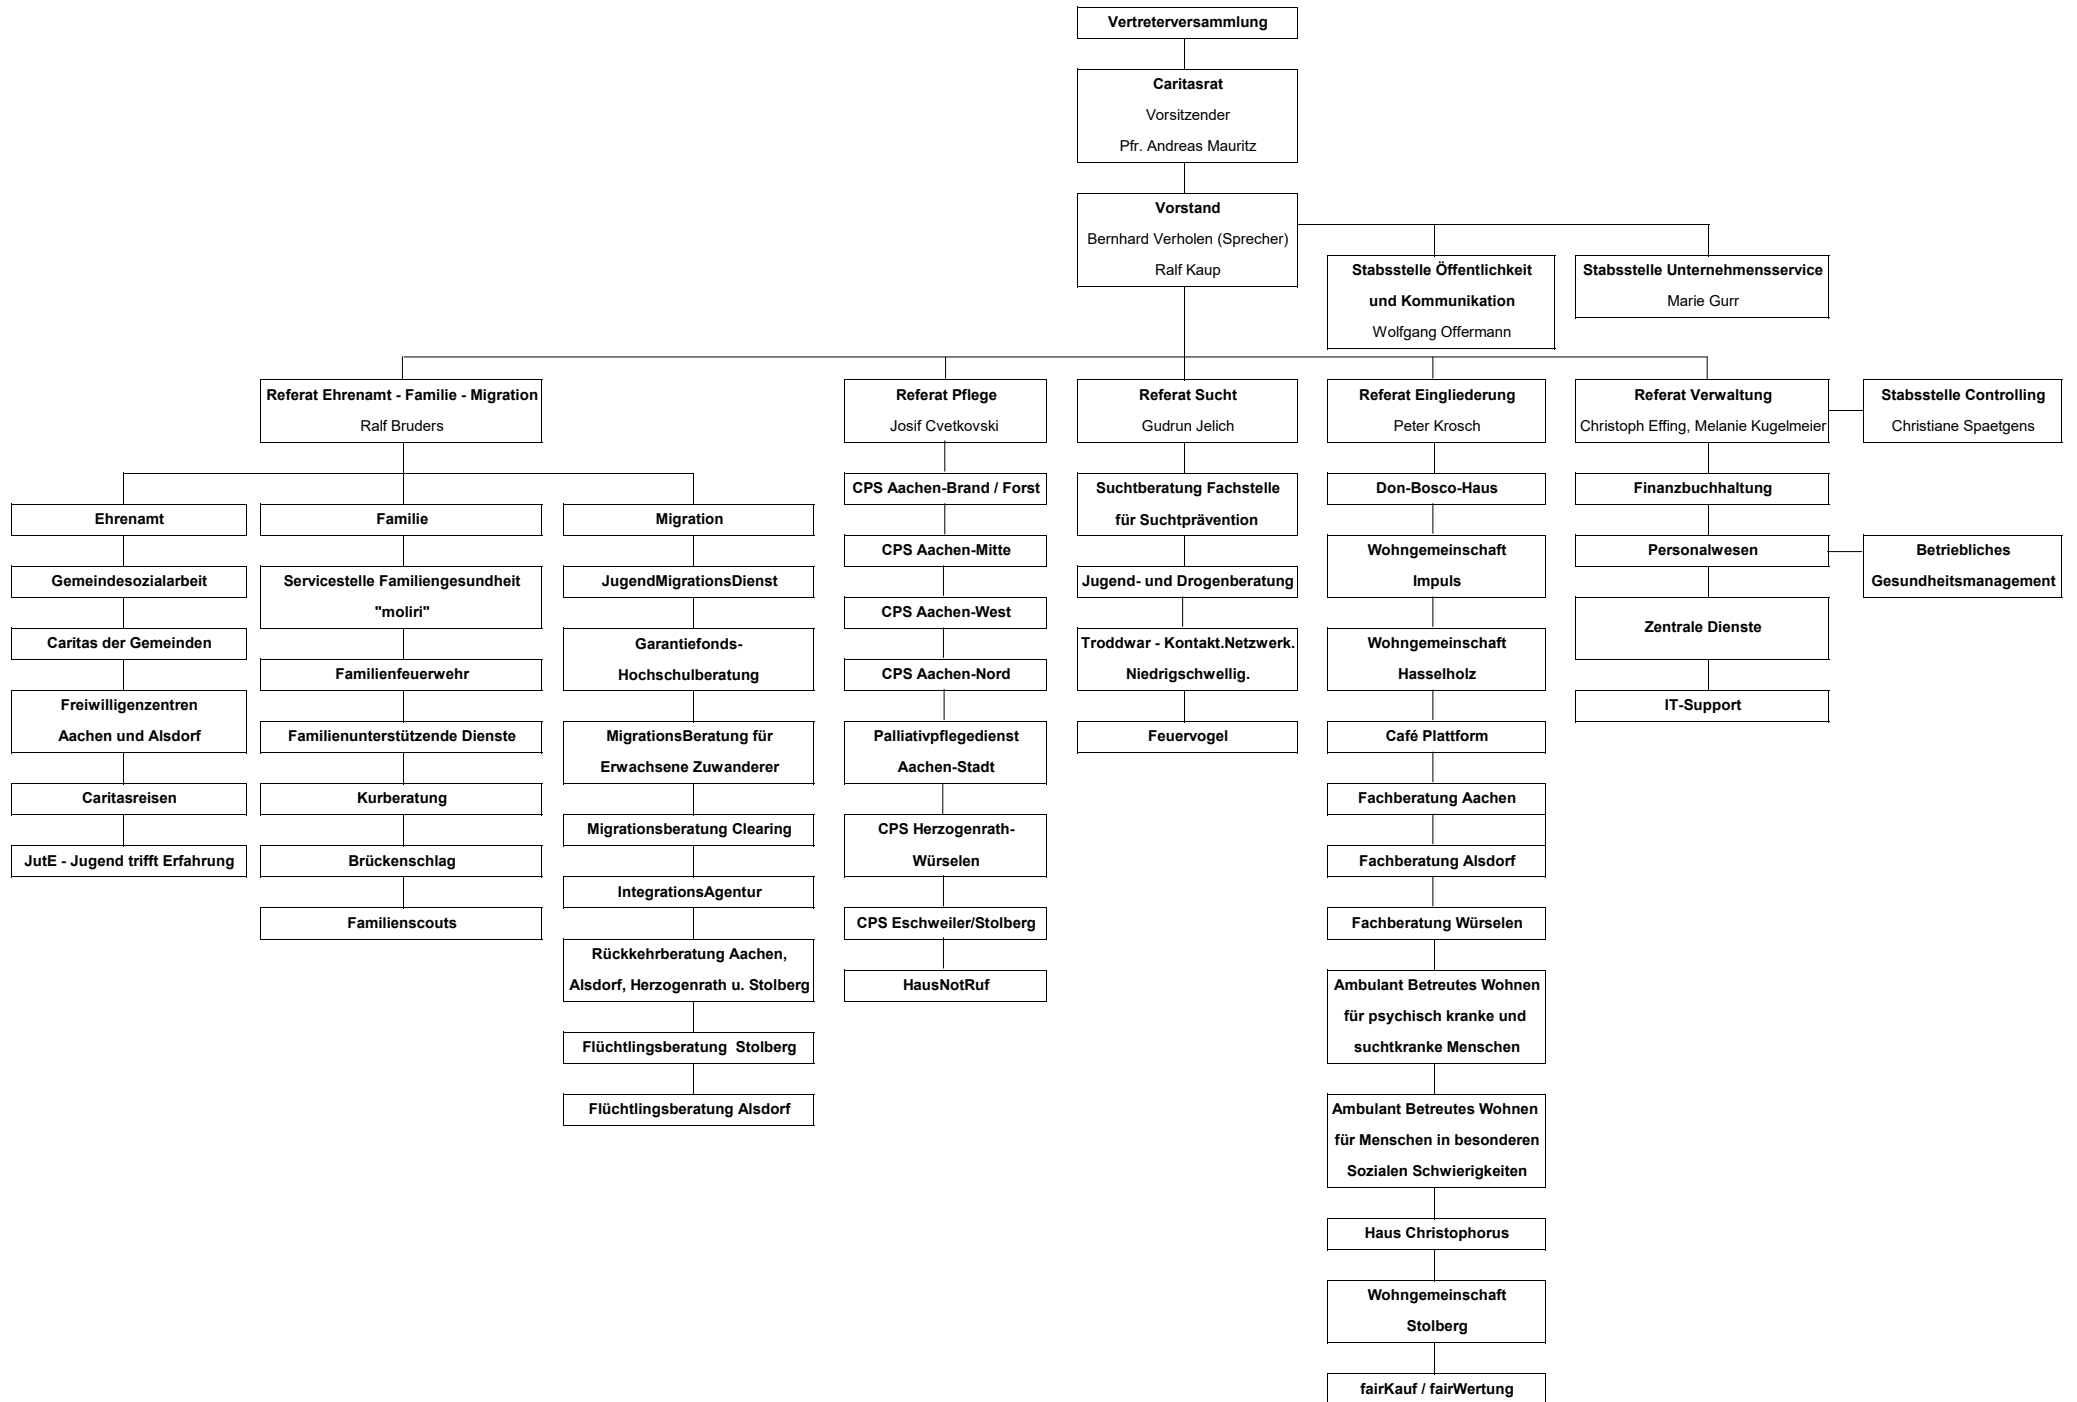 Vertreterversammlung
Caritasrat
Vorsitzender
Pfr. Andreas Mauritz
Vorstand
Bernhard Verholen (Sprecher)
Ralf Kaup
Stabsstelle Öffentlichkeit
und Kommunikation
Wolfgang Offermann
Stabsstelle Unternehmensservice
Marie Gurr
Referat Ehrenamt - Familie - Migration
Ralf Bruders
Referat Pflege
Josif Cvetkovski
Referat Sucht
Gudrun Jelich
Referat Eingliederung
Peter Krosch
Referat Verwaltung
Christoph Effing, Melanie Kugelmeier
Stabsstelle Controlling
Christiane Spaetgens
Ehrenamt
Gemeindesozialarbeit
Caritas der Gemeinden
Freiwilligenzentren
Aachen und Alsdorf
Caritasreisen
JutE - Jugend trifft Erfahrung
Familie
Servicestelle Familiengesundheit
"moliri"
Familienfeuerwehr
Familienunterstützende Dienste
Kurberatung
Brückenschlag
Familienscouts
Migration
JugendMigrationsDienst
Garantiefonds-
Hochschulberatung
MigrationsBeratung für
Erwachsene Zuwanderer
Migrationsberatung Clearing
IntegrationsAgentur
Rückkehrberatung Aachen,
Alsdorf, Herzogenrath u. Stolberg
Flüchtlingsberatung  Stolberg
Flüchtlingsberatung Alsdorf
CPS Aachen-Brand / Forst
CPS Aachen-Mitte
CPS Aachen-West
CPS Aachen-Nord
Palliativpflegedienst
Aachen-Stadt
CPS Herzogenrath-
Würselen
CPS Eschweiler/Stolberg
HausNotRuf
Suchtberatung Fachstelle
für Suchtprävention
Jugend- und Drogenberatung
Troddwar - Kontakt.Netzwerk.
Niedrigschwellig.
Feuervogel
Don-Bosco-Haus
Wohngemeinschaft
Impuls
Wohngemeinschaft
Hasselholz
Café Plattform
Fachberatung Aachen
Fachberatung Alsdorf
Fachberatung Würselen
Ambulant Betreutes Wohnen
für psychisch kranke und
suchtkranke Menschen
Ambulant Betreutes Wohnen
für Menschen in besonderen
Sozialen Schwierigkeiten
Haus Christophorus
Wohngemeinschaft
Stolberg
fairKauf / fairWertung
Finanzbuchhaltung
Personalwesen
Zentrale Dienste
IT-Support
Betriebliches
Gesundheitsmanagement